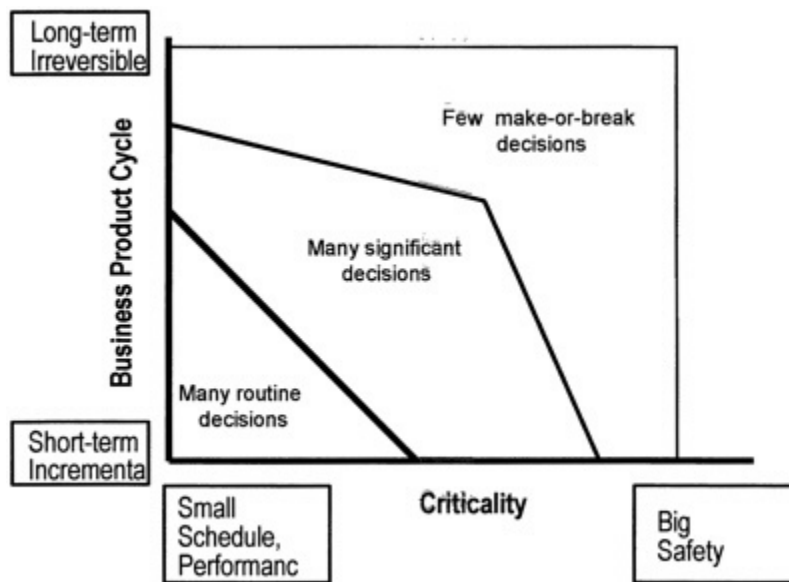 Long-term
Irreversible
Few make-or-break
decisions
Business Product Cycle
Many significant
decisions
Many routine
decisions
Short-term
Incrementa
Small
Schedule,
Performanc
Criticality
Big
Safety